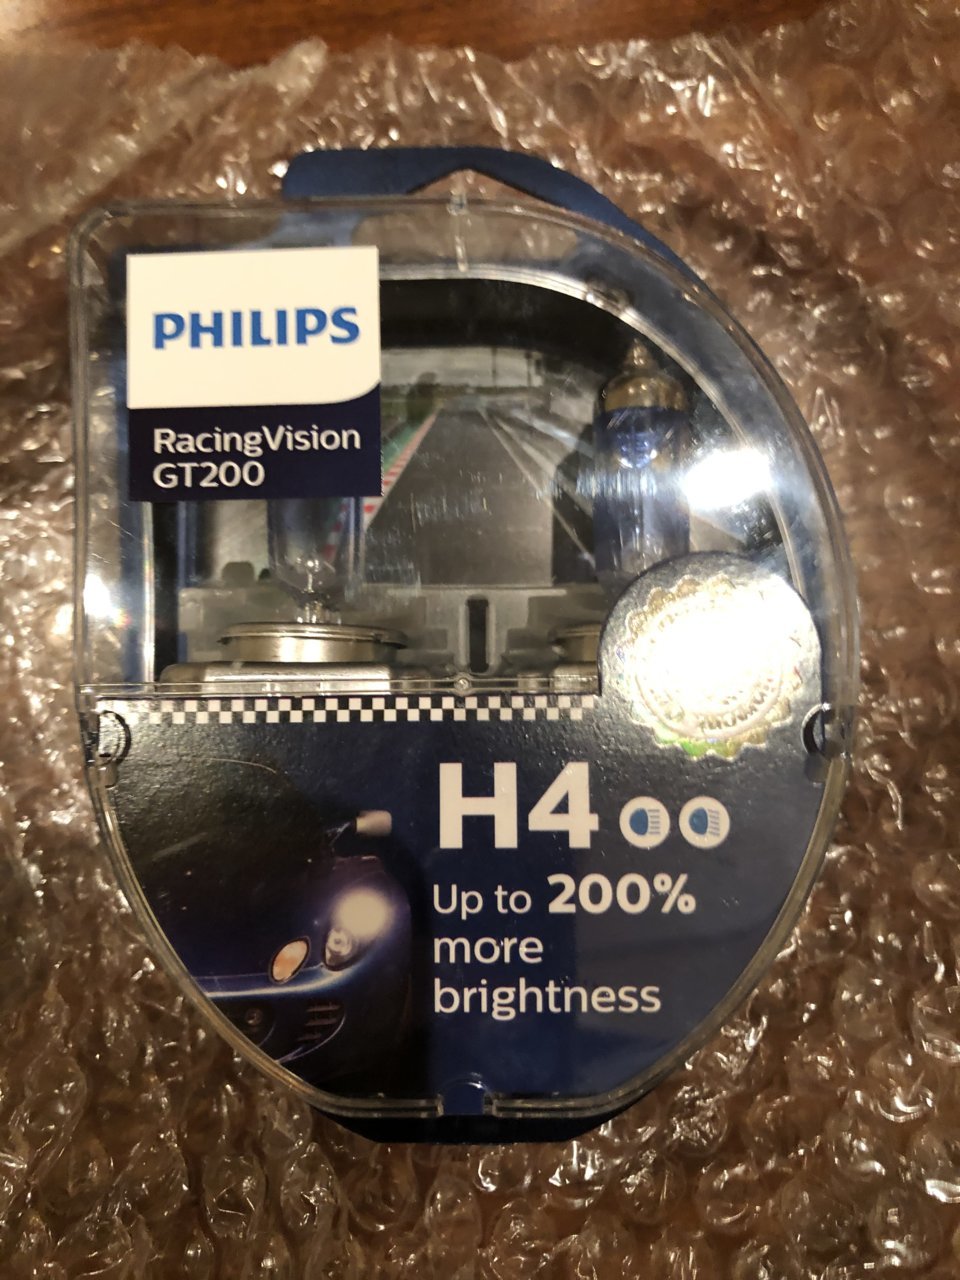 PHILIPS
RacingVision
GT200
H4
Up to 200%
more
brightness